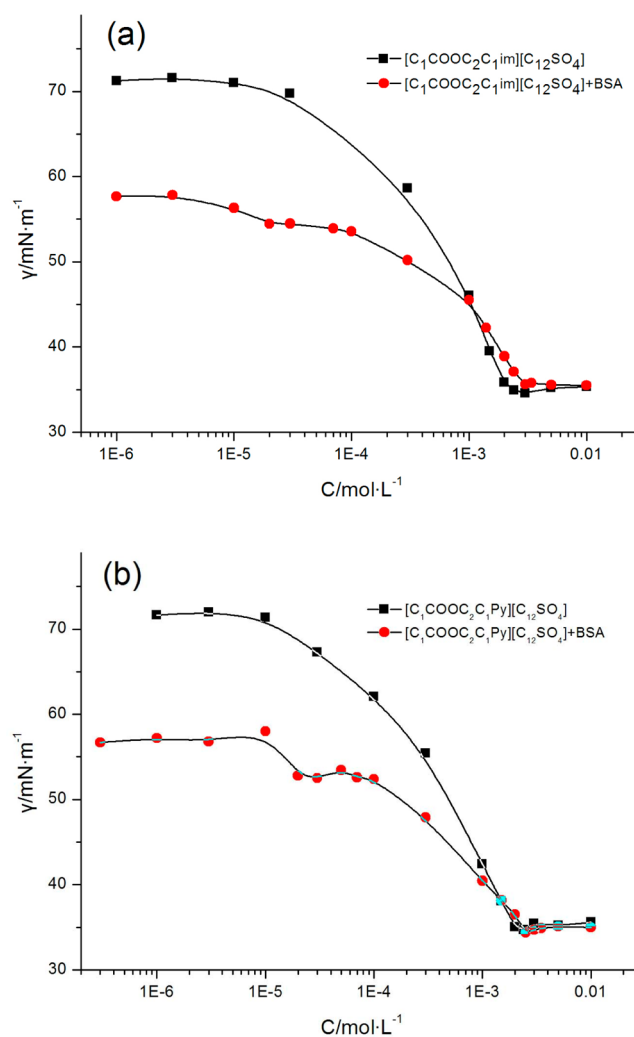 (a)
[C₁COOC₂C₁im][C₁₂SO₄]
[C₁COOC₂C₁im][C₁₂SO₄]+BSA
70
60
50
40
30
γ/mN·m⁻¹
1E-6 1E-5 1E-4 1E-3 0.01
C/mol·L⁻¹
(b)
[C₁COOC₂C₁Py][C₁₂SO₄]
[C₁COOC₂C₁Py][C₁₂SO₄]+BSA
70
60
50
40
30
γ/mN·m⁻¹
1E-6 1E-5 1E-4 1E-3 0.01
C/mol·L⁻¹